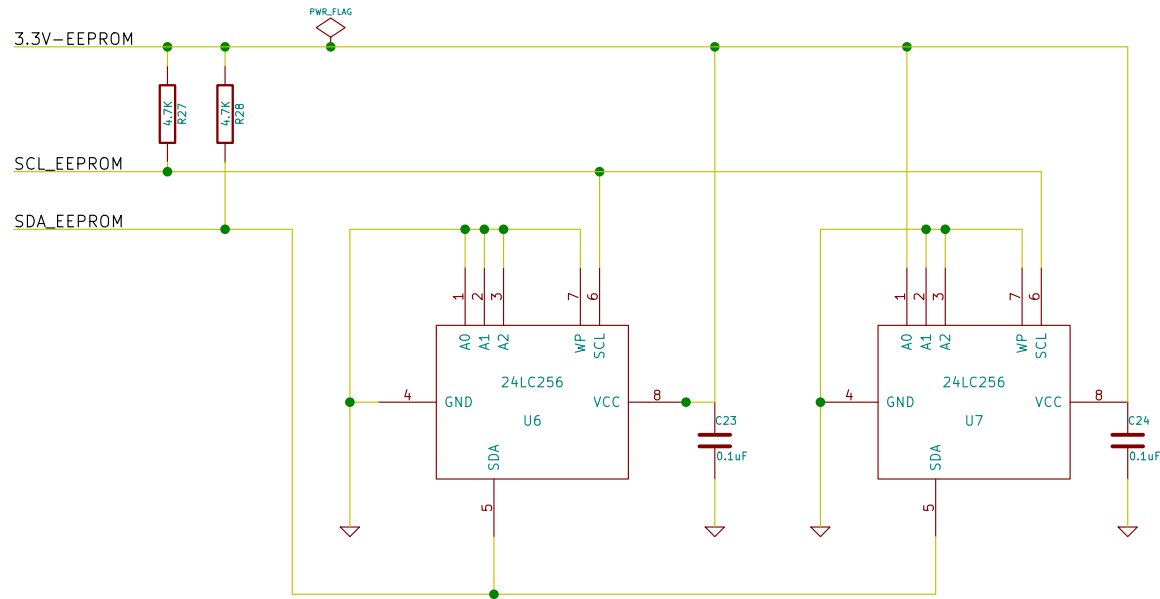 PWR_FLAG
3.3V-EEPROM
4.7K
R27
4.7K
R28
SCL_EEPROM
SDA_EEPROM
1
2
3
7
6
A0
A1
A2
WP
SCL
24LC256
4
GND
VCC
8
U6
SDA
5
C23
0.1uF
1
2
3
7
6
A0
A1
A2
WP
SCL
24LC256
4
GND
VCC
8
U7
SDA
5
C24
0.1uF